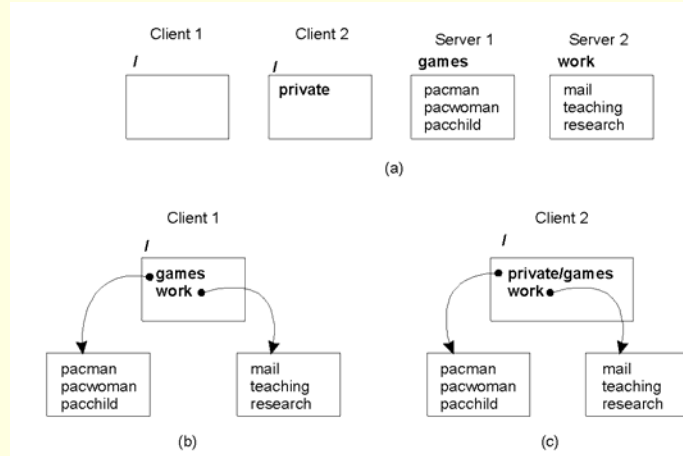 Client 1
Client 2
Server 1
Server 2
/
/
games
work
private
pacman
pacwoman
pacchild
mail
teaching
research
(a)
Client 1
/
games
work
pacman
pacwoman
pacchild
mail
teaching
research
(b)
Client 2
/
private/games
work
pacman
pacwoman
pacchild
mail
teaching
research
(c)